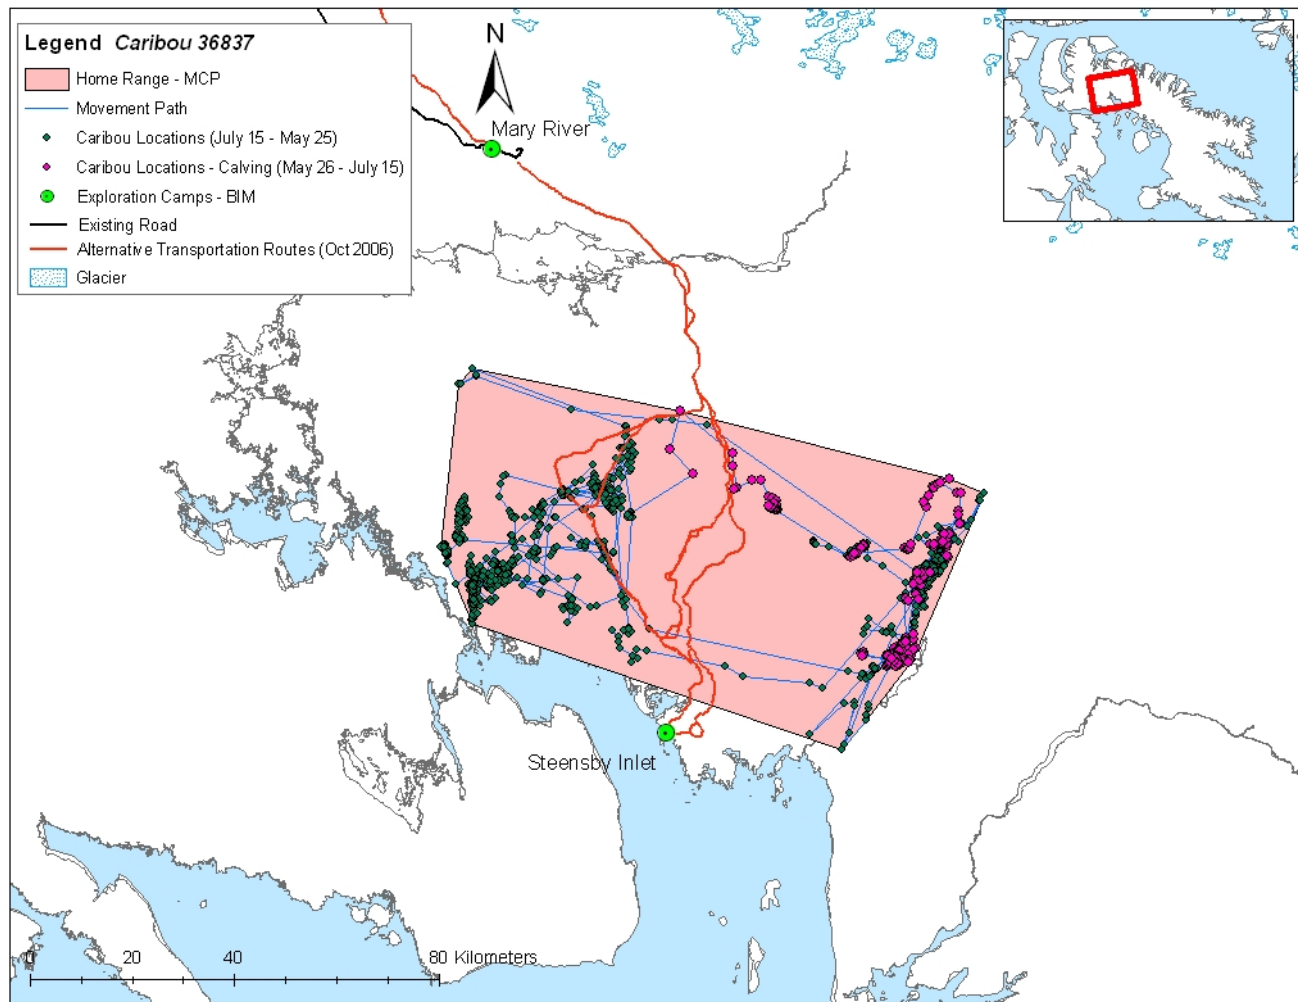 Legend Caribou 36837
Home Range - MCP
Movement Path
Caribou Locations (July 15 - May 25)
Caribou Locations - Calving (May 26 - July 15)
Exploration Camps - BIM
Existing Road
Alternative Transportation Routes (Oct 2006)
Glacier
N
Mary River
Steensby Inlet
0 20 40 80 Kilometers